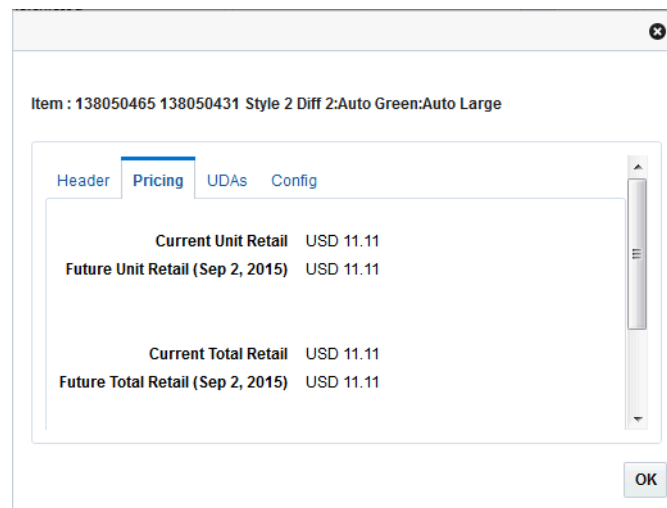 Item : 138050465 138050431 Style 2 Diff 2:Auto Green:Auto Large
Header Pricing UDAs Config
Current Unit Retail USD 11.11
Future Unit Retail (Sep 2, 2015) USD 11.11
Current Total Retail USD 11.11
Future Total Retail (Sep 2, 2015) USD 11.11
OK